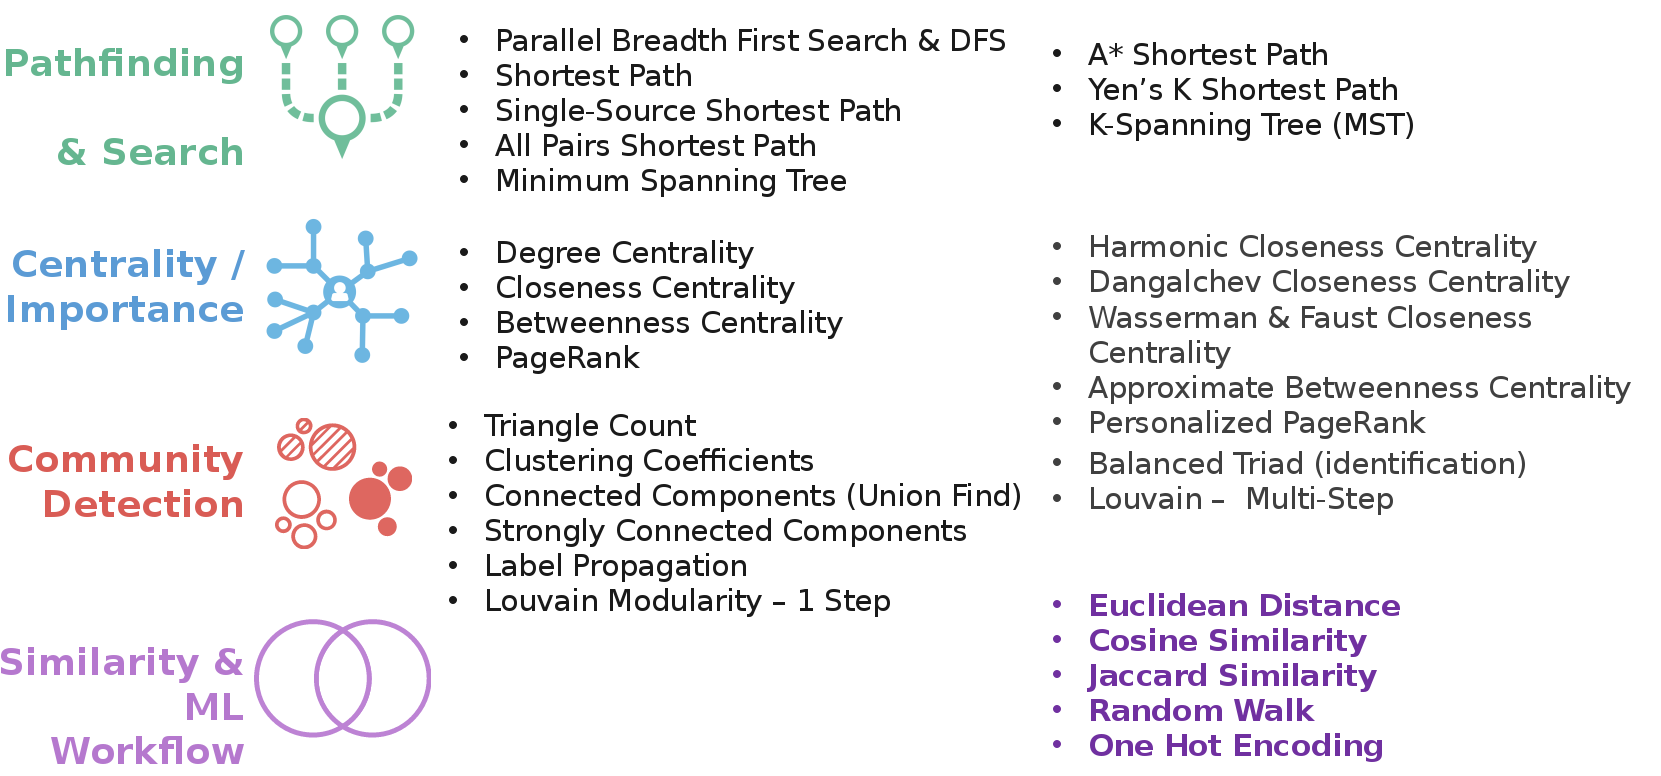 Pathfinding
& Search
• Parallel Breadth First Search & DFS
• Shortest Path
• Single-Source Shortest Path
• All Pairs Shortest Path
• Minimum Spanning Tree
• A* Shortest Path
• Yen’s K Shortest Path
• K-Spanning Tree (MST)
Centrality /
Importance
• Degree Centrality
• Closeness Centrality
• Betweenness Centrality
• PageRank
• Harmonic Closeness Centrality
• Dangalchev Closeness Centrality
• Wasserman & Faust Closeness
Centrality
• Approximate Betweenness Centrality
• Personalized PageRank
Community
Detection
• Triangle Count
• Clustering Coefficients
• Connected Components (Union Find)
• Strongly Connected Components
• Label Propagation
• Louvain Modularity – 1 Step
• Balanced Triad (identification)
• Louvain –  Multi-Step
Similarity &
ML
Workflow
• Euclidean Distance
• Cosine Similarity
• Jaccard Similarity
• Random Walk
• One Hot Encoding